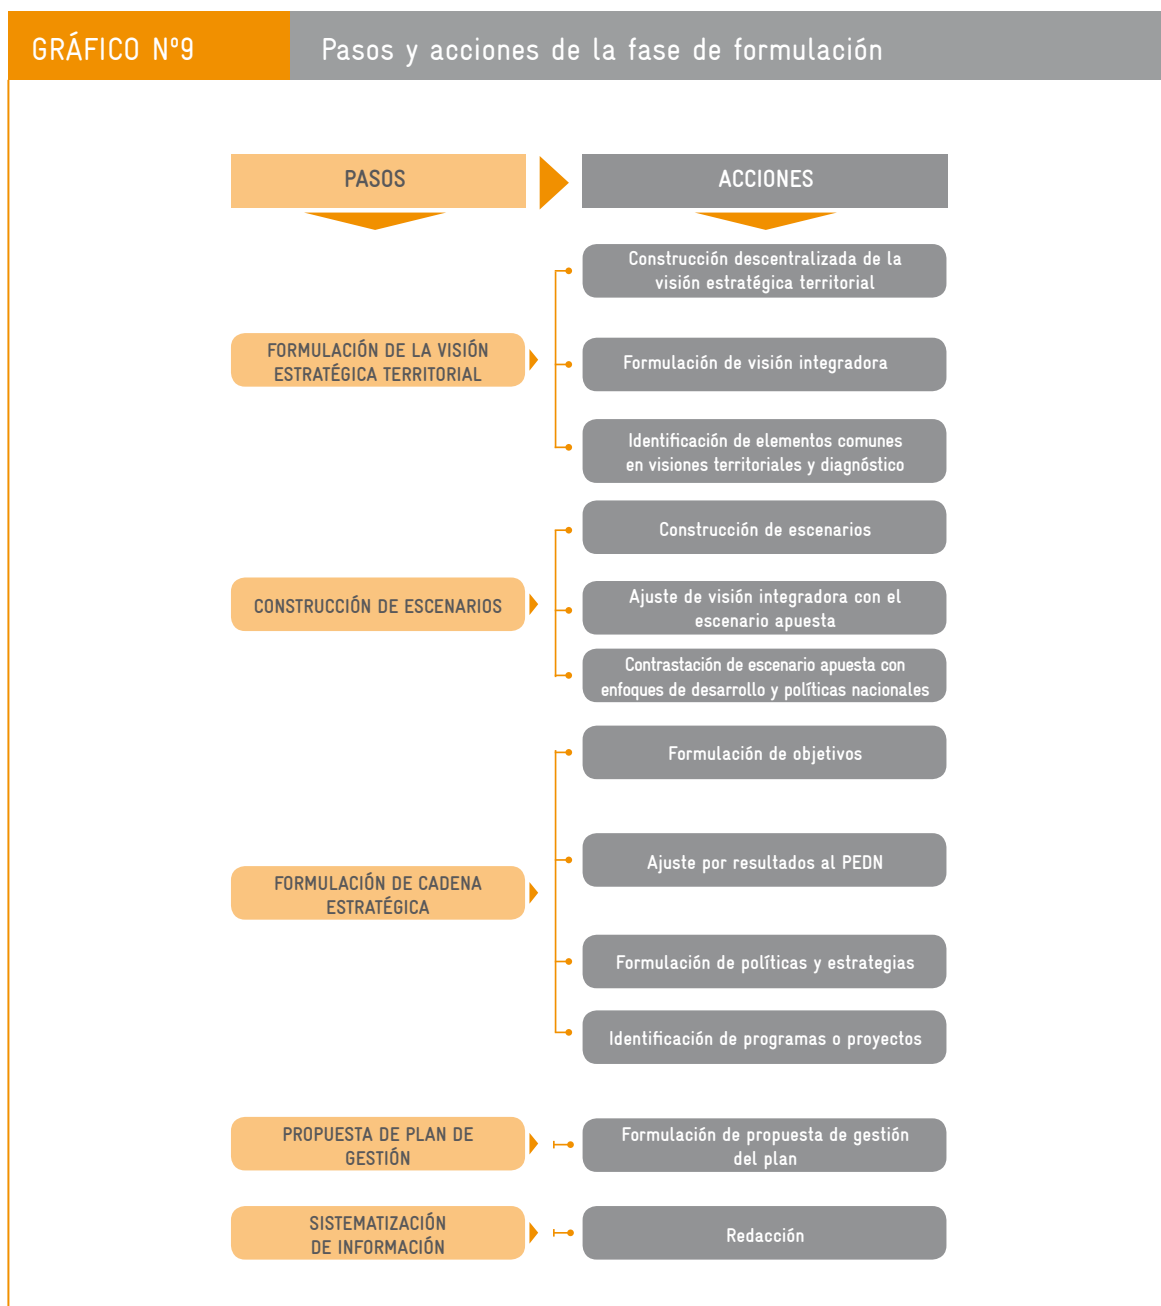 GRÁFICO Nº9
Pasos y acciones de la fase de formulación
PASOS
ACCIONES
FORMULACIÓN DE LA VISIÓN
ESTRATÉGICA TERRITORIAL
Construcción descentralizada de la
visión estratégica territorial
Formulación de visión integradora
Identificación de elementos comunes
en visiones territoriales y diagnóstico
CONSTRUCCIÓN DE ESCENARIOS
Construcción de escenarios
Ajuste de visión integradora con el
escenario apuesta
Contrastación de escenario apuesta con
enfoques de desarrollo y políticas nacionales
FORMULACIÓN DE CADENA
ESTRATÉGICA
Formulación de objetivos
Ajuste por resultados al PEDN
Formulación de políticas y estrategias
Identificación de programas o proyectos
PROPUESTA DE PLAN DE
GESTIÓN
Formulación de propuesta de gestión
del plan
SISTEMATIZACIÓN
DE INFORMACIÓN
Redacción